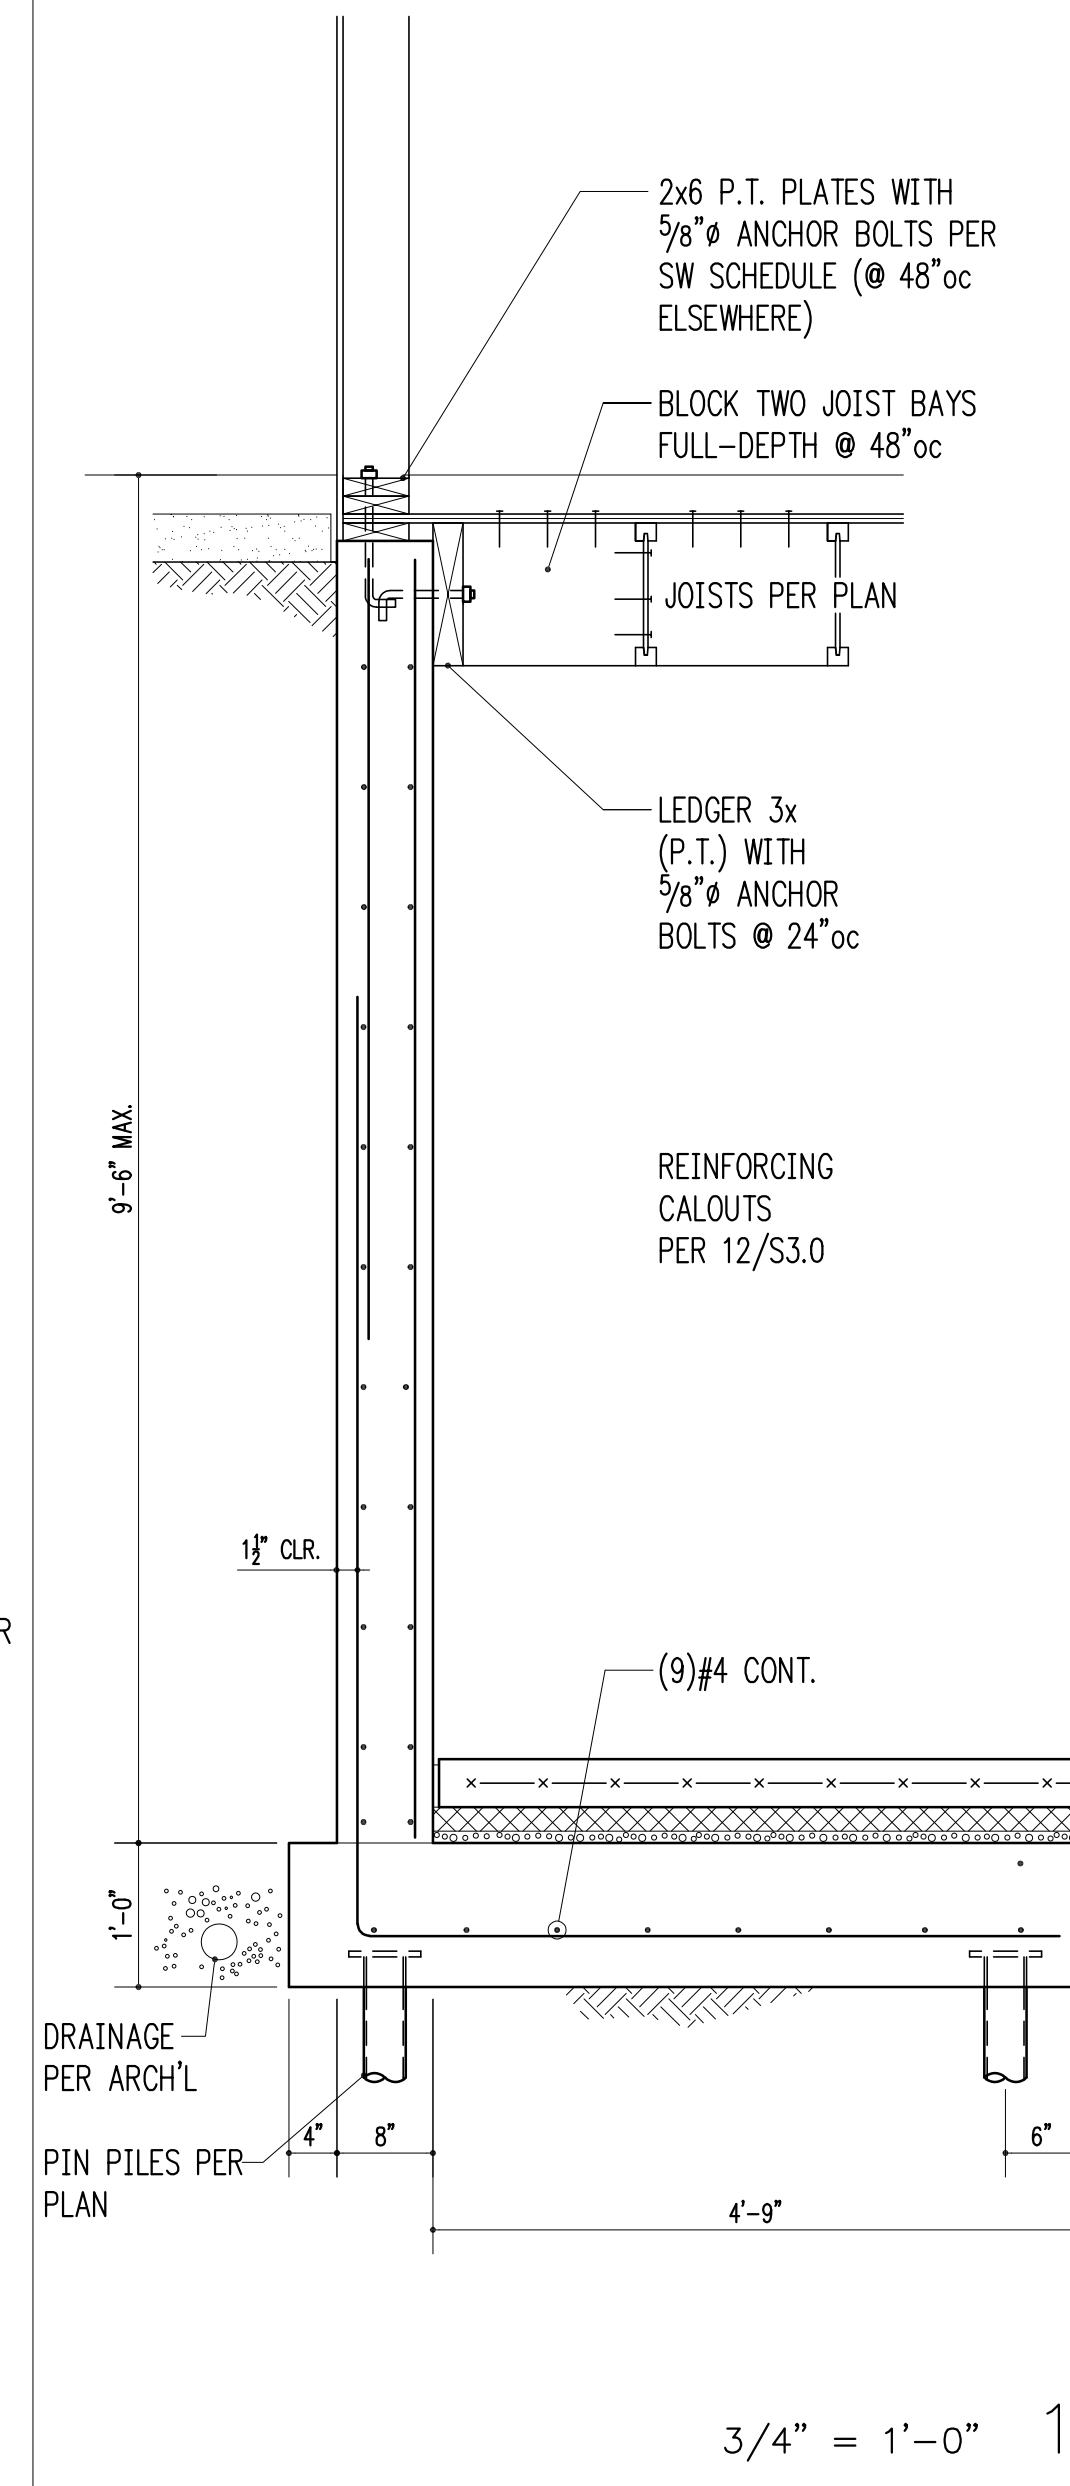 2x6 P.T. PLATES WITH
5/8"ø ANCHOR BOLTS PER
SW SCHEDULE (@ 48"oc
ELSEWHERE)
BLOCK TWO JOIST BAYS
FULL-DEPTH @ 48"oc
JOISTS PER PLAN
LEDGER 3x
(P.T.) WITH
5/8"ø ANCHOR
BOLTS @ 24"oc
9'-6" MAX.
REINFORCING
CALOUTS
PER 12/S3.0
1½" CLR.
R
(9)#4 CONT.
1'-0"
DRAINAGE
PER ARCH'L
PIN PILES PER
PLAN
4"
8"
6"
4'-9"
3/4" = 1'-0"
1